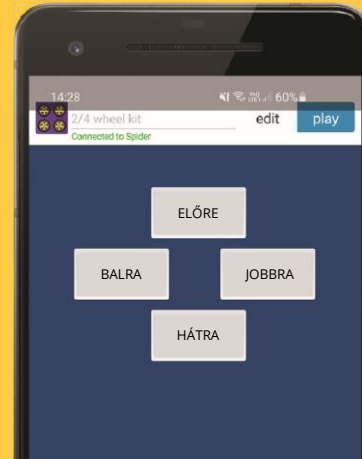 14:28 60%
2/4 wheel kit edit play
Connected to Spider
ELŐRE
BALRA JOBBRA
HÁTRA